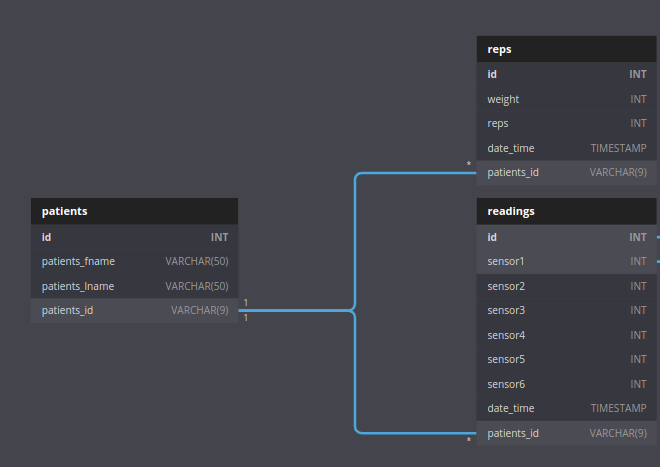 reps
id INT
weight INT
reps INT
date_time TIMESTAMP
* patients_id VARCHAR(9)
patients
id INT
patients_fname VARCHAR(50)
patients_lname VARCHAR(50)
patients_id VARCHAR(9) 1
1
readings
id INT
sensor1 INT
sensor2 INT
sensor3 INT
sensor4 INT
sensor5 INT
sensor6 INT
date_time TIMESTAMP
patients_id VARCHAR(9)
*